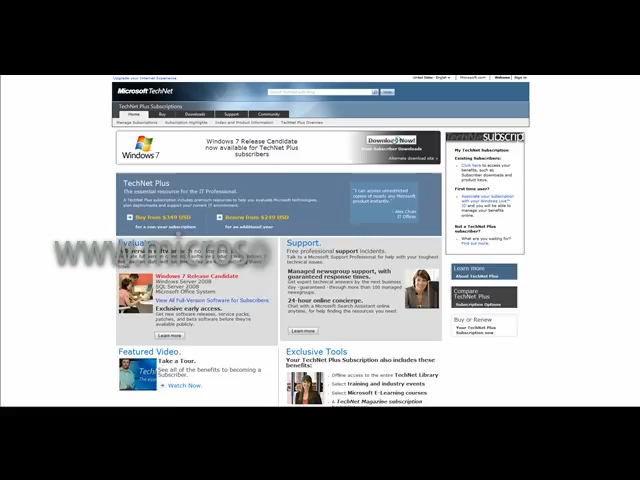 Upgrade your Internet Experience
United States - English | Microsoft.com | Welcome | Sign in
Microsoft TechNet
TechNet Plus Subscriptions
Home Buy Downloads Support Community
Manage Subscriptions Subscription Highlights Index and Product Information TechNet Plus Overview
Windows 7
Windows 7 Release Candidate
now available for TechNet Plus
subscribers
Download Now!
Your Subscriber Downloads
Alternate download site
TechNet Plus
The essential resource for the IT Professional.
A TechNet Subscription includes premium resources to help you evaluate Microsoft technologies,
plan deployments and support your current IT environment.
Buy from $349 USD
for a one-year subscription
Renew from $249 USD
for an additional year
"I can access unrestricted
copies of nearly any Microsoft
product instantly."
- Alex Chan
IT Officer
My TechNet Subscription
Existing Subscribers:
Click here to access your
benefits, such as
Subscriber downloads and
product keys.
First time user?
Associate your subscription
with your Windows Live™
ID and you will be able to
manage your benefits
online.
Not a TechNet Plus
subscriber?
What are you waiting for?
Find out more.
Learn more
About TechNet Plus
Compare
TechNet Plus
Subscription Options
Buy or Renew
Your TechNet Plus
Subscription now
www.
Windows 7 Release Candidate
Windows Server 2008
SQL Server 2008
Microsoft Office System
View All Full-Version Software for Subscribers
Exclusive early access.
Get new software releases, service packs,
patches, and beta software before they're
available publicly.
Learn more
Support.
Free professional support incidents.
Talk to a Microsoft Support Professional for help with your toughest
technical issues.
Managed newsgroup support, with
guaranteed response times.
Get expert technical answers by the next business
day - guaranteed - through more than 100 managed
24-hour online concierge.
Chat with a Microsoft Search Assistant online
anytime, for help finding the resources you need
Learn more
Featured Video.
Take a Tour.
See all of the benefits to becoming a
Subscriber.
Watch Now.
Exclusive Tools
Your TechNet Plus Subscription also includes these
benefits:
Offline access to the entire TechNet Library
Select training and industry events
Select Microsoft E-Learning courses
A TechNet Magazine subscription